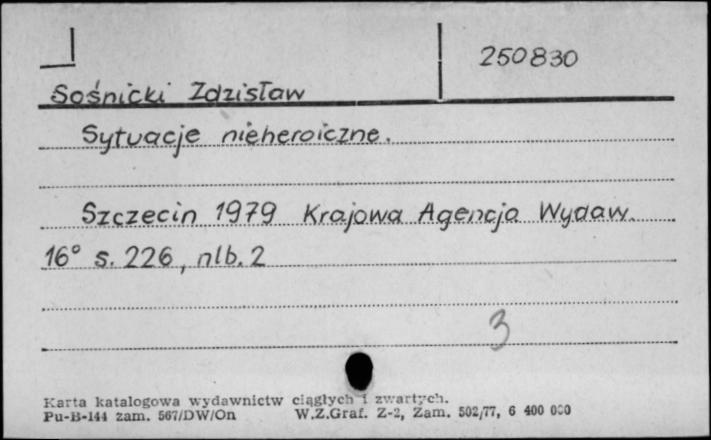 250830
Sośnicki Zdzisław
Sytuacje nieheroiczne.
Szczecin 1979 Krajowa Agencja Wydaw.
16° s. 226, nlb. 2
3
Karta katalogowa wydawnictw ciągłych i zwartych.
Pu-B-144 zam. 567/DW/On W.Z.Graf. Z-2, Zam. 502/77, 6 400 000